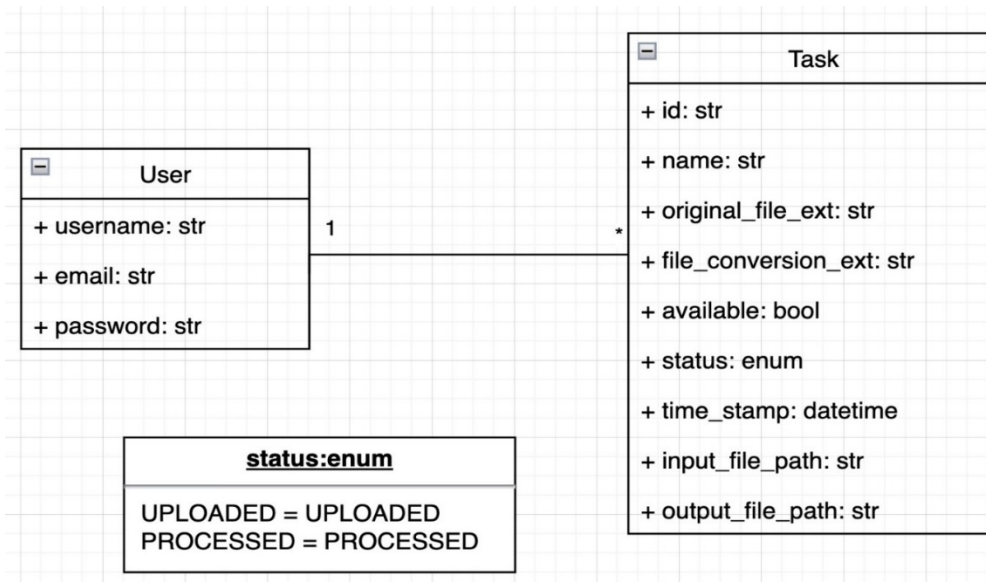 User
+ username: str
+ email: str
+ password: str
1
*
Task
+ id: str
+ name: str
+ original_file_ext: str
+ file_conversion_ext: str
+ available: bool
+ status: enum
+ time_stamp: datetime
+ input_file_path: str
+ output_file_path: str
status:enum
UPLOADED = UPLOADED
PROCESSED = PROCESSED